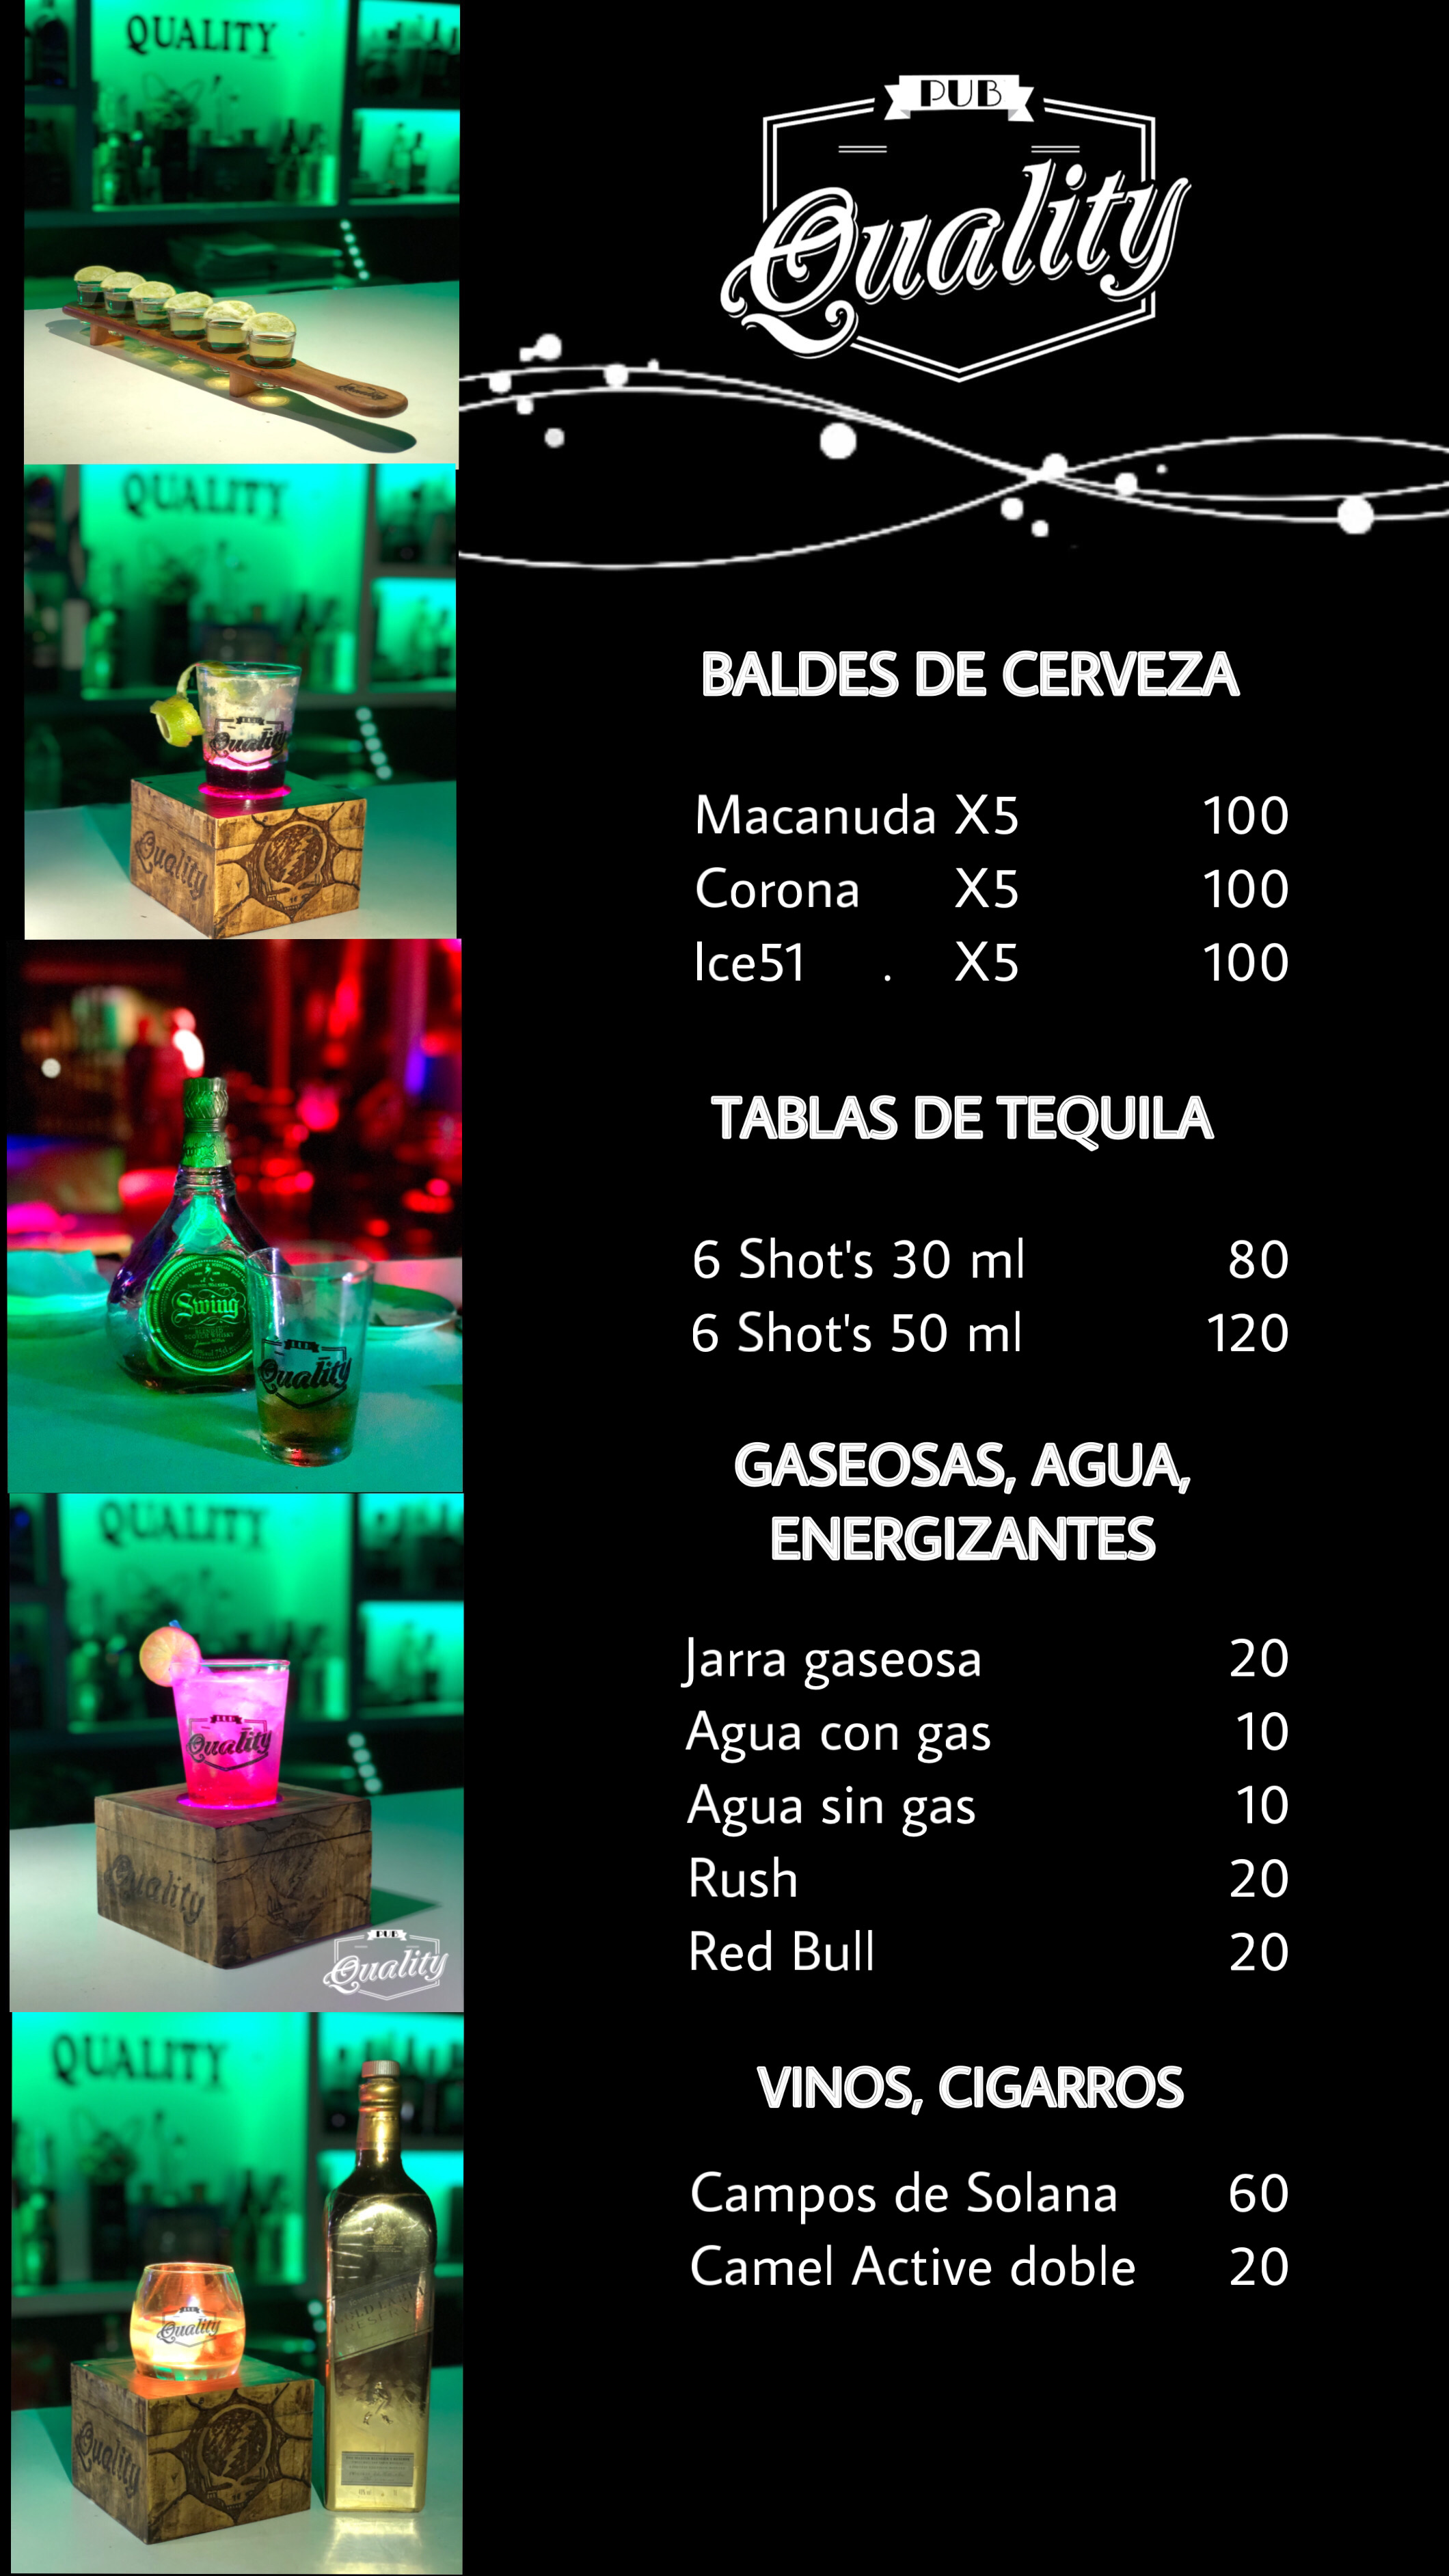 QUALITY
Quality
QUALITY
Quality
Quality
Swing
Quality
QUALITY
Quality
Quality
PUB
Quality
QUALITY
Quality
Quality
PUB
Quality
BALDES DE CERVEZA
Macanuda X5 100
Corona X5 100
Ice51 . X5 100
TABLAS DE TEQUILA
6 Shot's 30 ml 80
6 Shot's 50 ml 120
GASEOSAS, AGUA,
ENERGIZANTES
Jarra gaseosa 20
Agua con gas 10
Agua sin gas 10
Rush 20
Red Bull 20
VINOS, CIGARROS
Campos de Solana 60
Camel Active doble 20